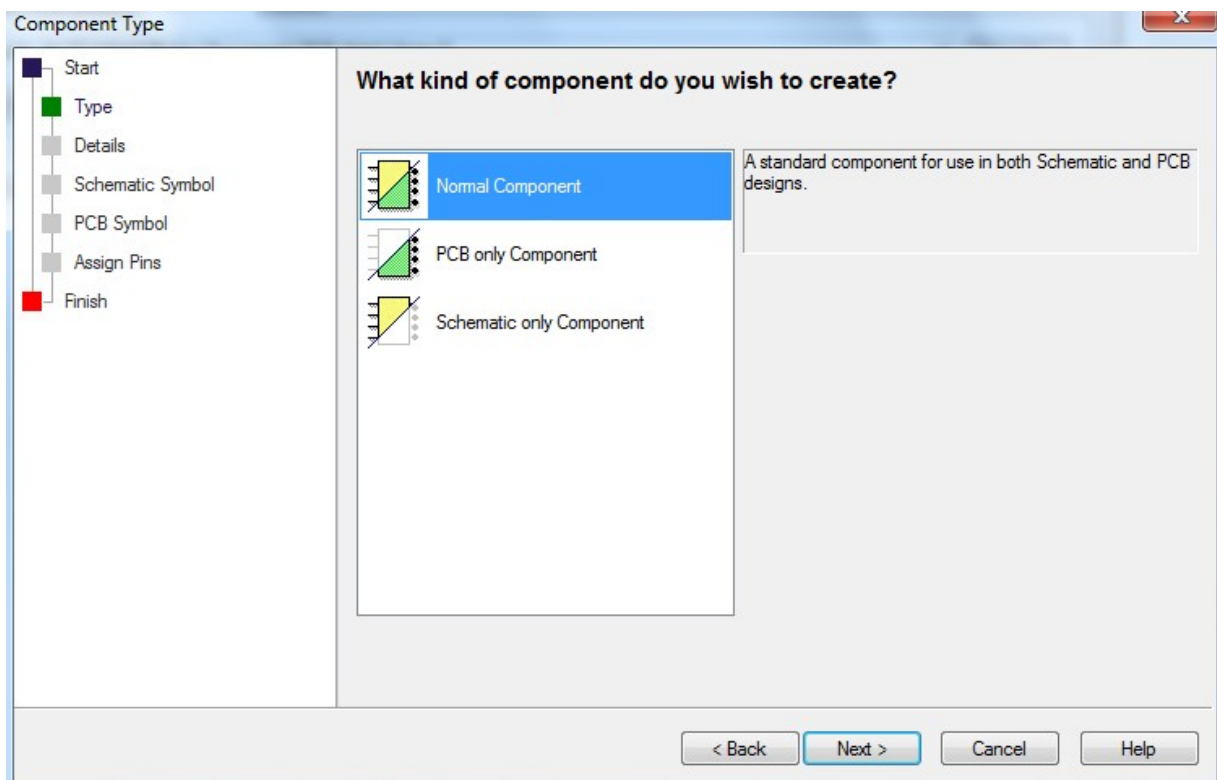 Component Type
Start
Type
Details
Schematic Symbol
PCB Symbol
Assign Pins
Finish
What kind of component do you wish to create?
Normal Component
PCB only Component
Schematic only Component
A standard component for use in both Schematic and PCB
designs.
< Back
Next >
Cancel
Help